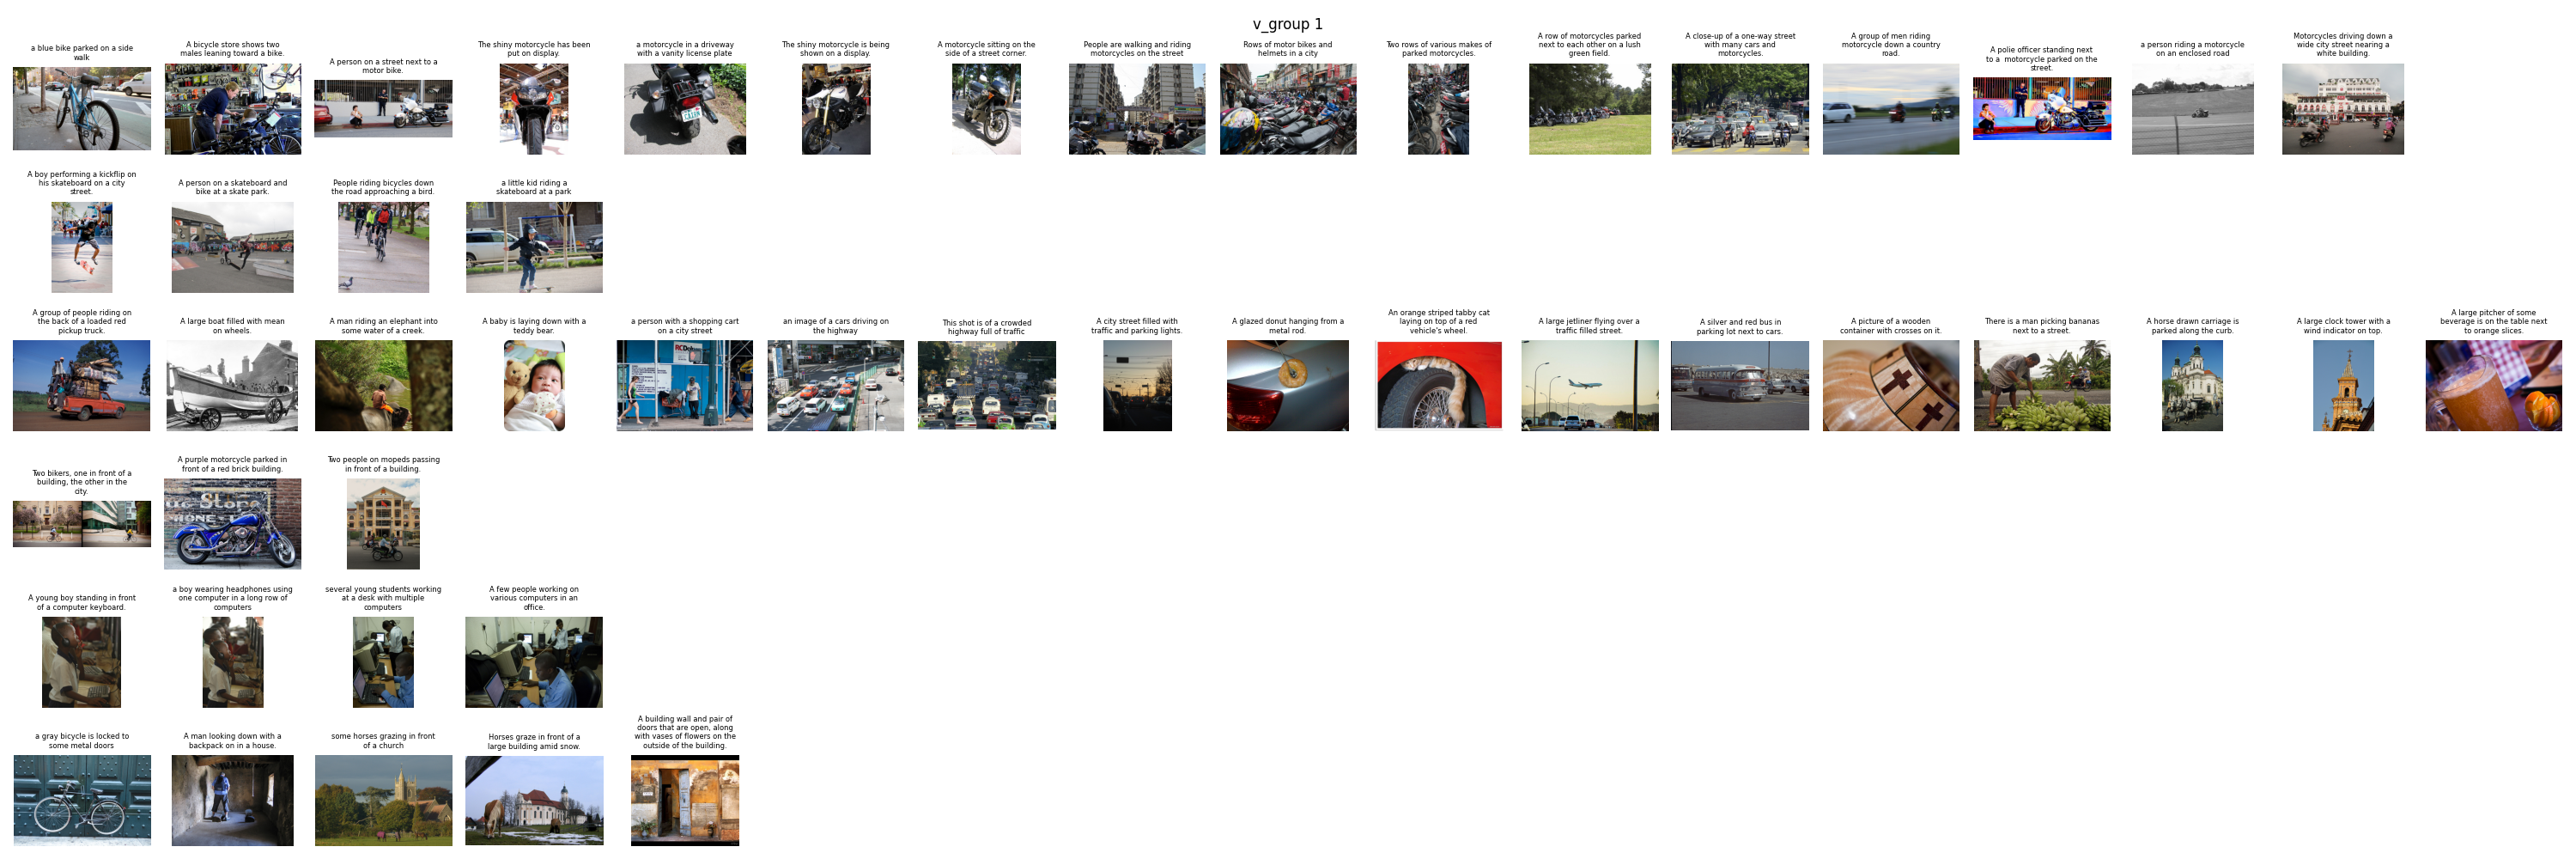 v_group 1
a blue bike parked on a side
walk
A bicycle store shows two
males leaning toward a bike.
A person on a street next to a
motor bike.
The shiny motorcycle has been
put on display.
a motorcycle in a driveway
with a vanity license plate
The shiny motorcycle is being
shown on a display.
A motorcycle sitting on the
side of a street corner.
People are walking and riding
motorcycles on the street
Rows of motor bikes and
helmets in a city
Two rows of various makes of
parked motorcycles.
A row of motorcycles parked
next to each other on a lush
green field.
A close-up of a one-way street
with many cars and
motorcycles.
A group of men riding
motorcycle down a country
road.
A polie officer standing next
to a  motorcycle parked on the
street.
a person riding a motorcycle
on an enclosed road
Motorcycles driving down a
wide city street nearing a
white building.
A boy performing a kickflip on
his skateboard on a city
street.
A person on a skateboard and
bike at a skate park.
People riding bicycles down
the road approaching a bird.
a little kid riding a
skateboard at a park
A group of people riding on
the back of a loaded red
pickup truck.
A large boat filled with mean
on wheels.
A man riding an elephant into
some water of a creek.
A baby is laying down with a
teddy bear.
a person with a shopping cart
on a city street
an image of a cars driving on
the highway
This shot is of a crowded
highway full of traffic
A city street filled with
traffic and parking lights.
A glazed donut hanging from a
metal rod.
An orange striped tabby cat
laying on top of a red
vehicle's wheel.
A large jetliner flying over a
traffic filled street.
A silver and red bus in
parking lot next to cars.
A picture of a wooden
container with crosses on it.
There is a man picking bananas
next to a street.
A horse drawn carriage is
parked along the curb.
A large clock tower with a
wind indicator on top.
A large pitcher of some
beverage is on the table next
to orange slices.
Two bikers, one in front of a
building, the other in the
city.
A purple motorcycle parked in
front of a red brick building.
Two people on mopeds passing
in front of a building.
A young boy standing in front
of a computer keyboard.
a boy wearing headphones using
one computer in a long row of
computers
several young students working
at a desk with multiple
computers
A few people working on
various computers in an
office.
a gray bicycle is locked to
some metal doors
A man looking down with a
backpack on in a house.
some horses grazing in front
of a church
Horses graze in front of a
large building amid snow.
A building wall and pair of
doors that are open, along
with vases of flowers on the
outside of the building.